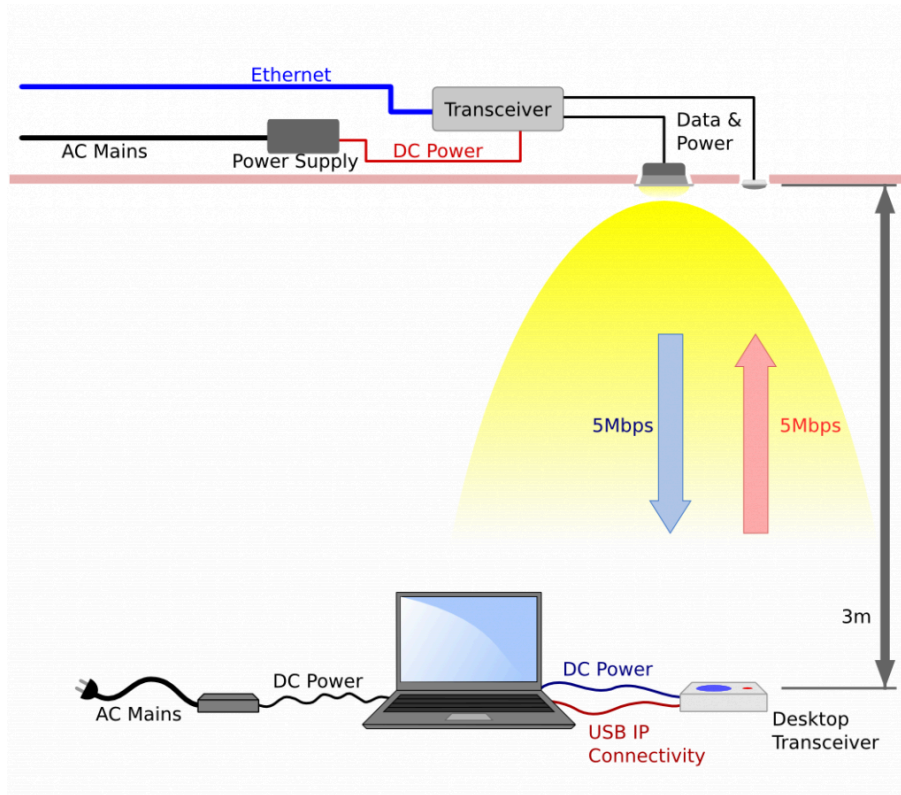 Ethernet
Transceiver
Data &
Power
AC Mains
Power Supply
DC Power
5Mbps
5Mbps
3m
DC Power
DC Power
AC Mains
USB IP
Connectivity
Desktop
Transceiver